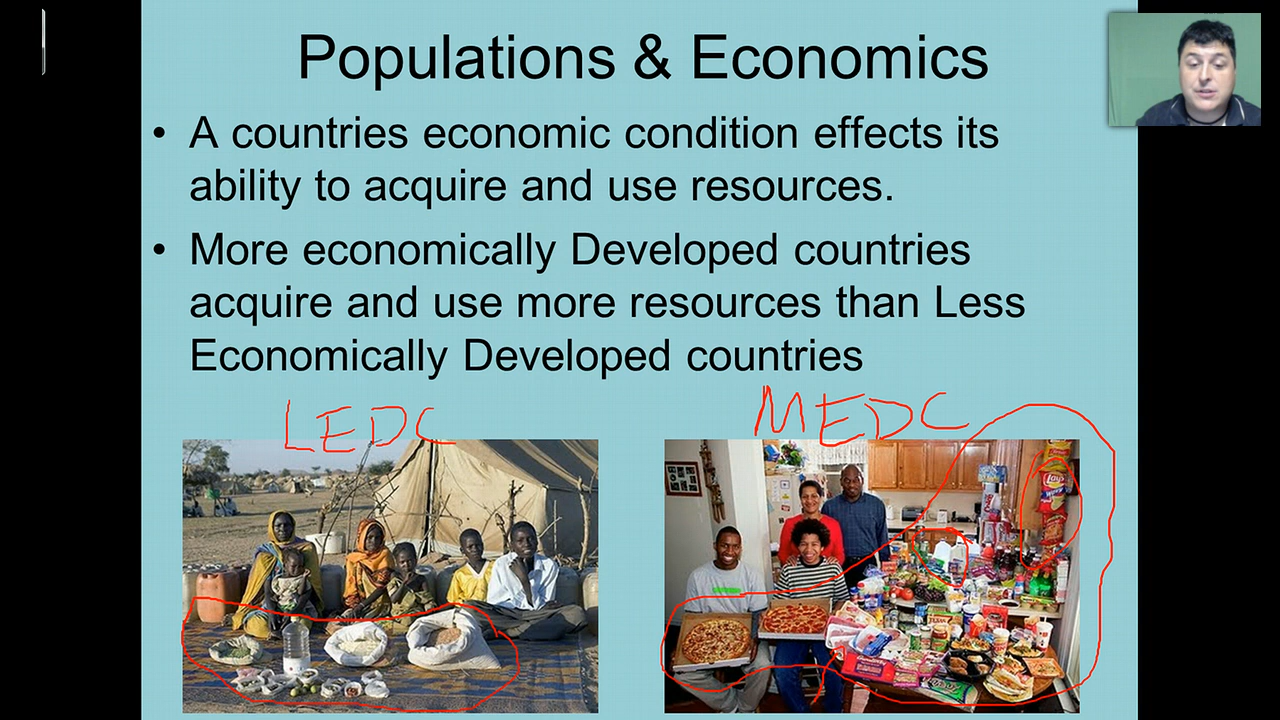 Populations & Economics
• A countries economic condition effects its
ability to acquire and use resources.
• More economically Developed countries
acquire and use more resources than Less
Economically Developed countries
LEDC
MEDC
Lay's